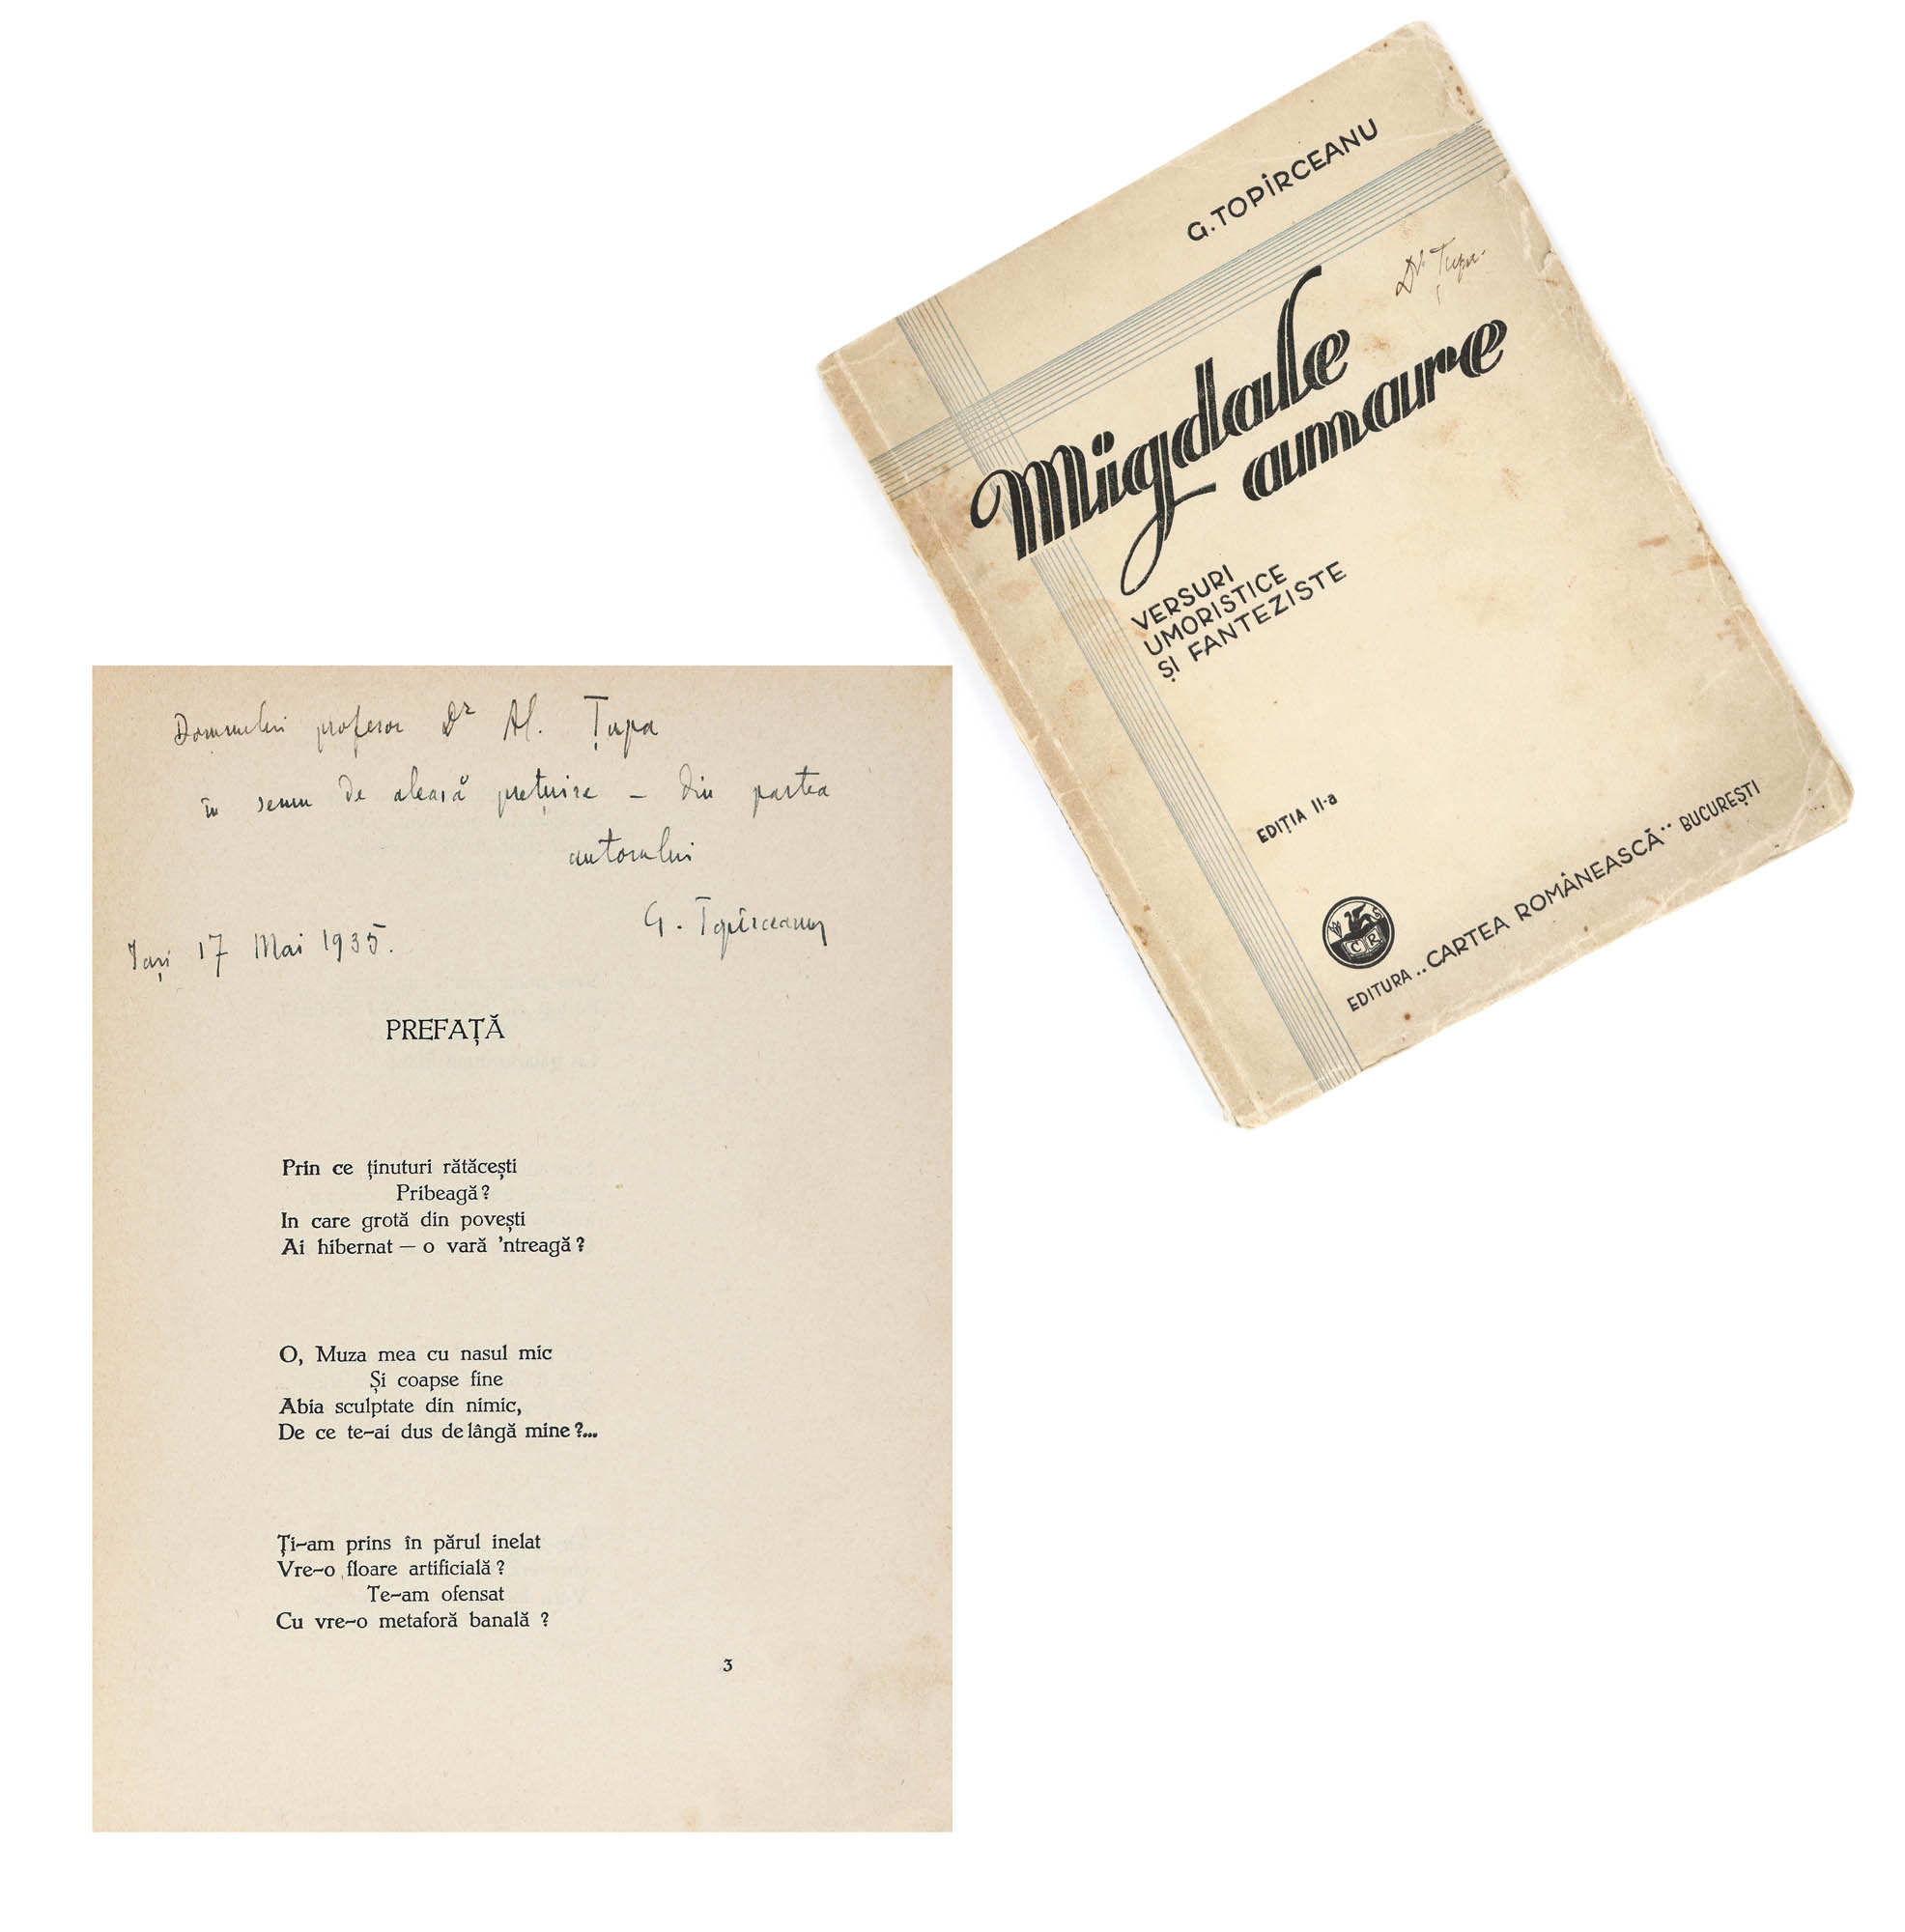 G. TOPÎRCEANU
Dr. Țupa
Migdale
amare
VERSURI
UMORISTICE
ȘI FANTEZISTE
EDIȚIA II-a
CR
EDITURA „CARTEA ROMÂNEASCĂ” BUCUREȘTI
Domnului profesor Dr Al. Țupa
în semn de aleasă prețuire – din partea
autorului
G. Topîrceanu
Iași 17 Mai 1935.
PREFAȚĂ
Prin ce ținuturi rătăcești
Pribeagă?
In care grotă din povești
Ai hibernat — o vară 'ntreagă?
O, Muza mea cu nasul mic
Și coapse fine
Abia sculptate din nimic,
De ce te-ai dus de lângă mine?...
Ți-am prins în părul inelat
Vre-o floare artificială?
Te-am ofensat
Cu vre-o metaforă banală?
3